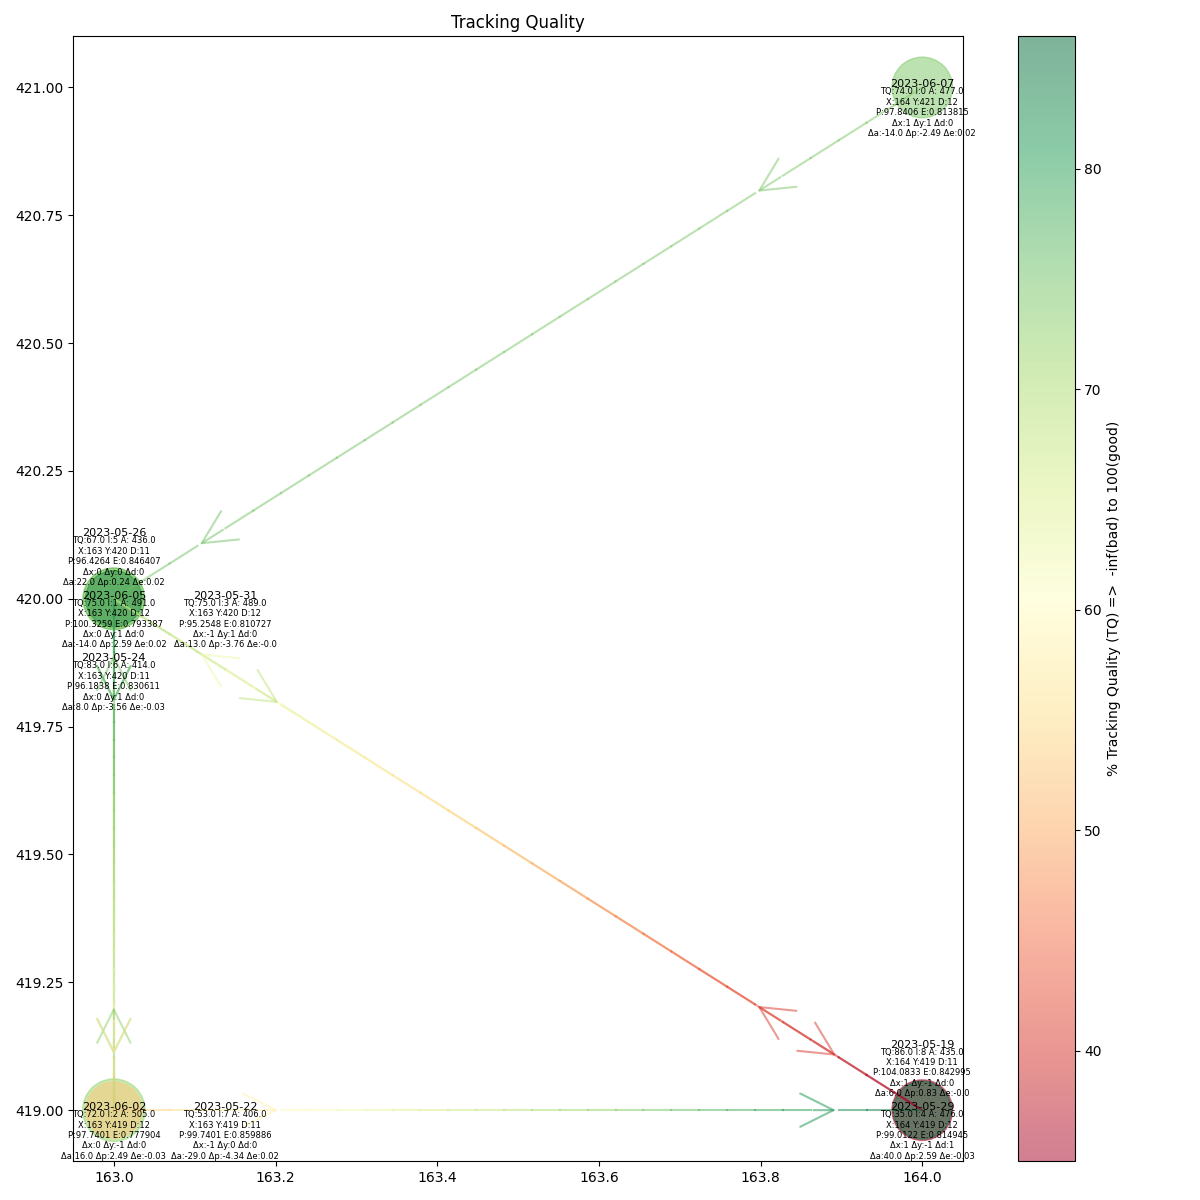 Tracking Quality
421.00
420.75
420.50
420.25
420.00
419.75
419.50
419.25
419.00
2023-06-07
TQ:74.0 I:0 A: 477.0
X:164 Y:421 D:12
P:97.8406 E:0.813815
Δx:1 Δy:1 Δd:0
Δa:-14.0 Δp:-2.49 Δe:0.02
2023-05-26
TQ:67.0 I:5 A: 436.0
X:163 Y:420 D:11
P:96.4264 E:0.846407
Δx:0 Δy:0 Δd:0
Δa:22.0 Δp:0.24 Δe:0.02
2023-06-05
TQ:75.0 I:1 A: 491.0
X:163 Y:420 D:12
P:100.3259 E:0.793387
Δx:0 Δy:1 Δd:0
Δa:-14.0 Δp:2.59 Δe:0.02
2023-05-31
TQ:75.0 I:3 A: 489.0
X:163 Y:420 D:12
P:95.2548 E:0.810727
Δx:-1 Δy:1 Δd:0
Δa:13.0 Δp:-3.76 Δe:-0.0
2023-05-24
TQ:83.0 I:6 A: 414.0
X:163 Y:420 D:11
P:96.1838 E:0.830611
Δx:0 Δy:1 Δd:0
Δa:8.0 Δp:-3.56 Δe:-0.03
2023-05-19
TQ:86.0 I:8 A: 435.0
X:164 Y:419 D:11
P:104.0833 E:0.842995
Δx:1 Δy:-1 Δd:0
Δa:6.0 Δp:0.83 Δe:-0.0
2023-05-29
TQ:35.0 I:4 A: 476.0
X:164 Y:419 D:12
P:99.0122 E:0.814945
Δx:1 Δy:-1 Δd:1
Δa:40.0 Δp:2.59 Δe:-0.03
2023-06-02
TQ:72.0 I:2 A: 505.0
X:163 Y:419 D:12
P:97.7401 E:0.777904
Δx:0 Δy:-1 Δd:0
Δa:16.0 Δp:2.49 Δe:-0.03
2023-05-22
TQ:53.0 I:7 A: 406.0
X:163 Y:419 D:11
P:99.7401 E:0.859886
Δx:-1 Δy:0 Δd:0
Δa:-29.0 Δp:-4.34 Δe:0.02
163.0
163.2
163.4
163.6
163.8
164.0
80
70
60
50
40
% Tracking Quality (TQ) =>  -inf(bad) to 100(good)